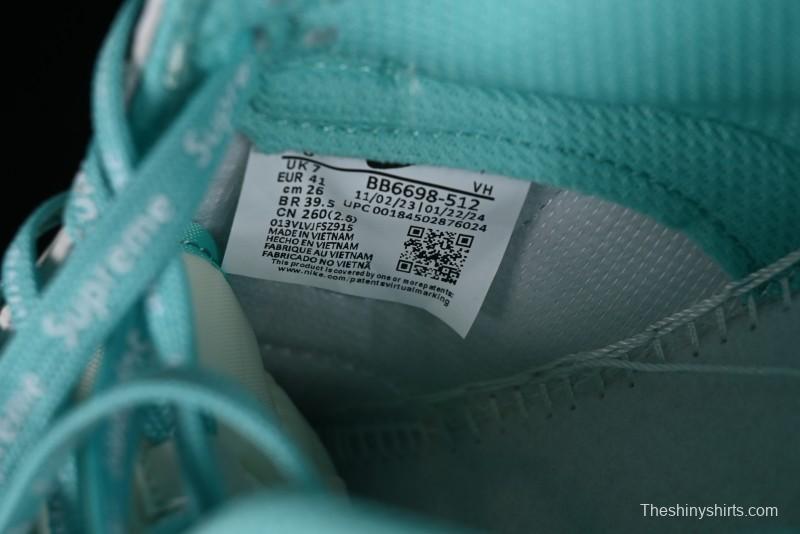 UK 7
EUR 41
cm 26
BR 39.5
CN 260(2.5)
BB6698-512 VH
11/02/23|01/22/24
UPC 00184502876024
013VLVJFSZ915
MADE IN VIETNAM
HECHO EN VIETNAM
FABRIQUE AU VIETNAM
FABRICADO NO VIETNÃ
This product is covered by one or more patents:
www.nike.com/patentsvirtualmarking
Supreme
Supreme
Theshinyshirts.com